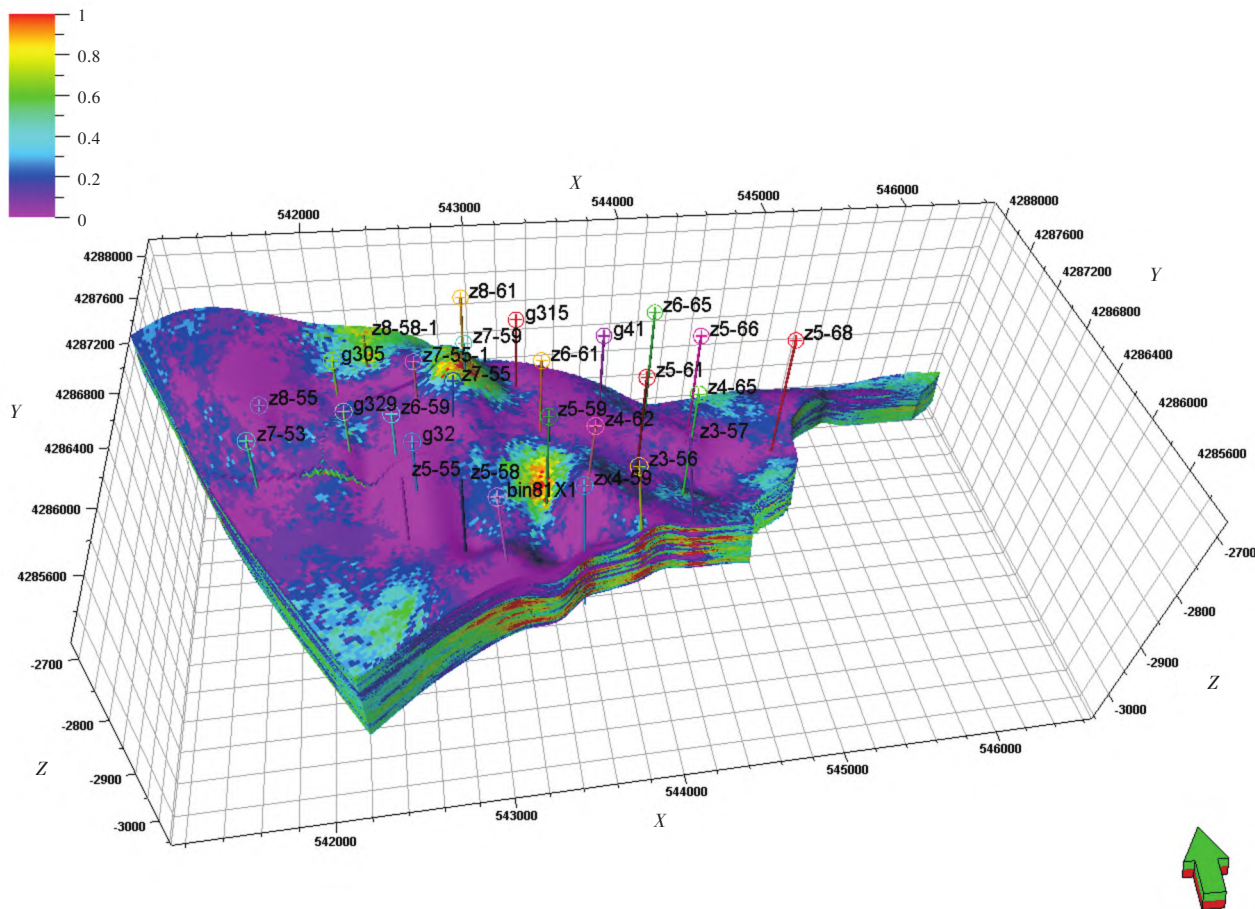 1
0.8
0.6
0.4
0.2
0
X
542000
543000
544000
545000
546000
4288000
4287600
4287200
4286800
4286400
4286000
4285600
Y
4288000
4287600
4287200
4286800
4286400
4286000
4285600
Y
z8-61
g315
z6-65
g41
z5-66
z5-68
z8-58-1
z7-59
g305
z7-55-1
z6-61
z7-55
z5-61
z4-65
z8-55
g329
z6-59
z5-59
z4-62
z3-57
z7-53
g32
z5-55
z5-58
z3-56
bin81X1
zx4-59
-2700
-2800
-2900
-3000
Z
-2700
-2800
-2900
-3000
Z
542000
543000
544000
545000
546000
X